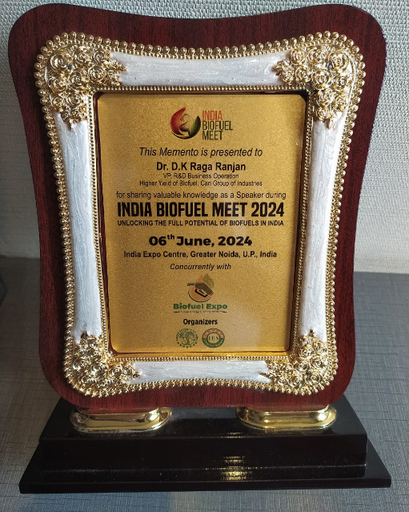 INDIA
BIOFUEL
MEET
This Memento is presented to
Dr. D.K Raga Ranjan
VP, R&D Business Operation
Higher Yield of Biofuel, Cari Group of Industries
for sharing valuable knowledge as a Speaker during
INDIA BIOFUEL MEET 2024
UNLOCKING THE FULL POTENTIAL OF BIOFUELS IN INDIA
06th June, 2024
India Expo Centre, Greater Noida, U.P., India
Concurrently with
Biofuel Expo
Organizers